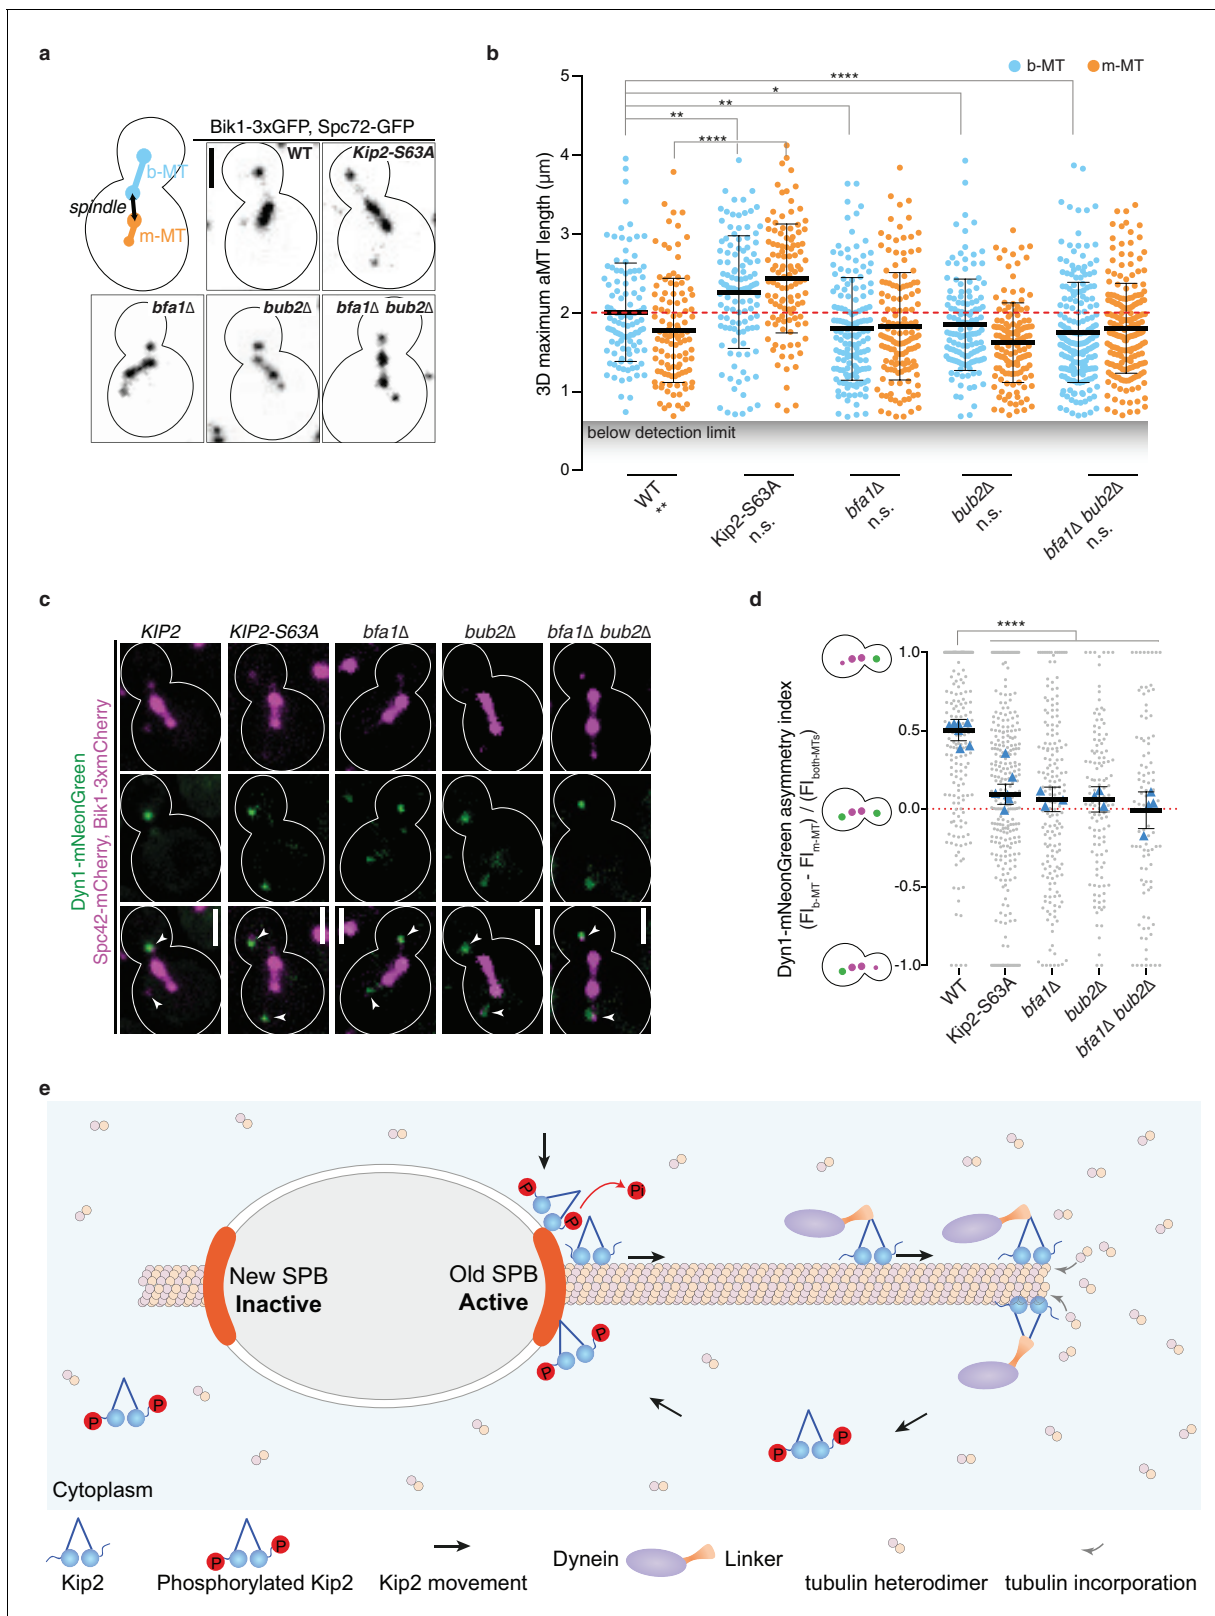 a
Bik1-3xGFP, Spc72-GFP
WT
Kip2-S63A
b-MT
spindle
m-MT
bfa1Δ
bub2Δ
bfa1Δ bub2Δ
b
b-MT
m-MT
3D maximum aMT length (μm)
5
4
3
2
1
0
****
*
**
**
****
below detection limit
WT
**
Kip2-S63A
n.s.
bfa1Δ
n.s.
bub2Δ
n.s.
bfa1Δ bub2Δ
n.s.
c
KIP2
KIP2-S63A
bfa1Δ
bub2Δ
bfa1Δ bub2Δ
Dyn1-mNeonGreen
Spc42-mCherry, Bik1-3xmCherry
d
****
Dyn1-mNeonGreen asymmetry index
(FI b-MT - FI m-MT) / (FI both-MTs)
1.0
0.5
0.0
-0.5
-1.0
WT
Kip2-S63A
bfa1Δ
bub2Δ
bfa1Δ bub2Δ
e
P
P
Pi
New SPB
Inactive
Old SPB
Active
P
P
P
P
P
P
Cytoplasm
P
P
Kip2
Phosphorylated Kip2
Kip2 movement
Dynein
Linker
tubulin heterodimer
tubulin incorporation